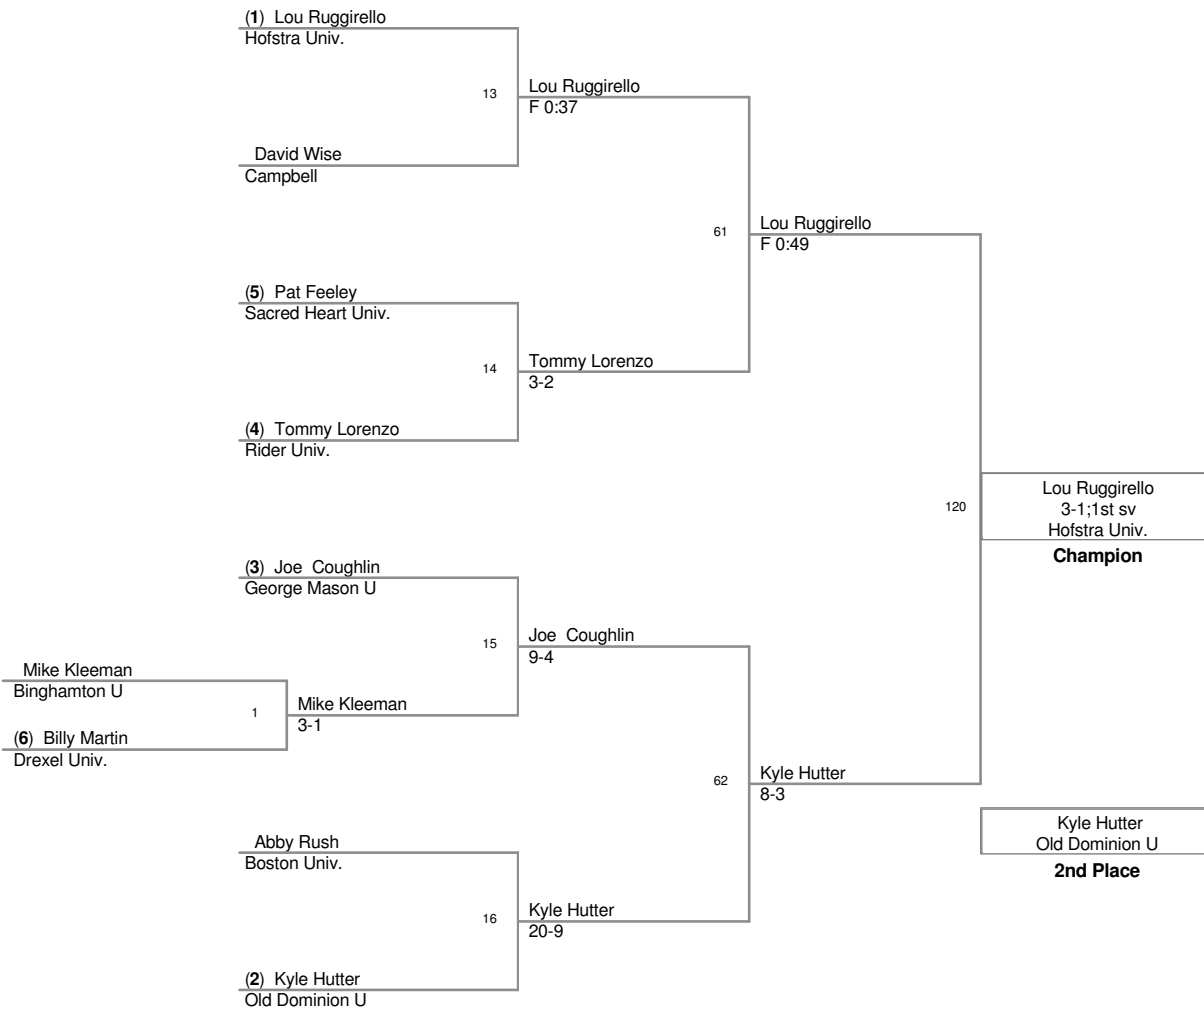 (1) Lou Ruggirello
Hofstra Univ.
13
Lou Ruggirello
F 0:37
David Wise
Campbell
61
Lou Ruggirello
F 0:49
(5) Pat Feeley
Sacred Heart Univ.
14
Tommy Lorenzo
3-2
(4) Tommy Lorenzo
Rider Univ.
120
Lou Ruggirello
3-1;1st sv
Hofstra Univ.
Champion
(3) Joe Coughlin
George Mason U
15
Joe Coughlin
9-4
Mike Kleeman
Binghamton U
1
Mike Kleeman
3-1
(6) Billy Martin
Drexel Univ.
62
Kyle Hutter
8-3
Abby Rush
Boston Univ.
16
Kyle Hutter
20-9
(2) Kyle Hutter
Old Dominion U
Kyle Hutter
Old Dominion U
2nd Place